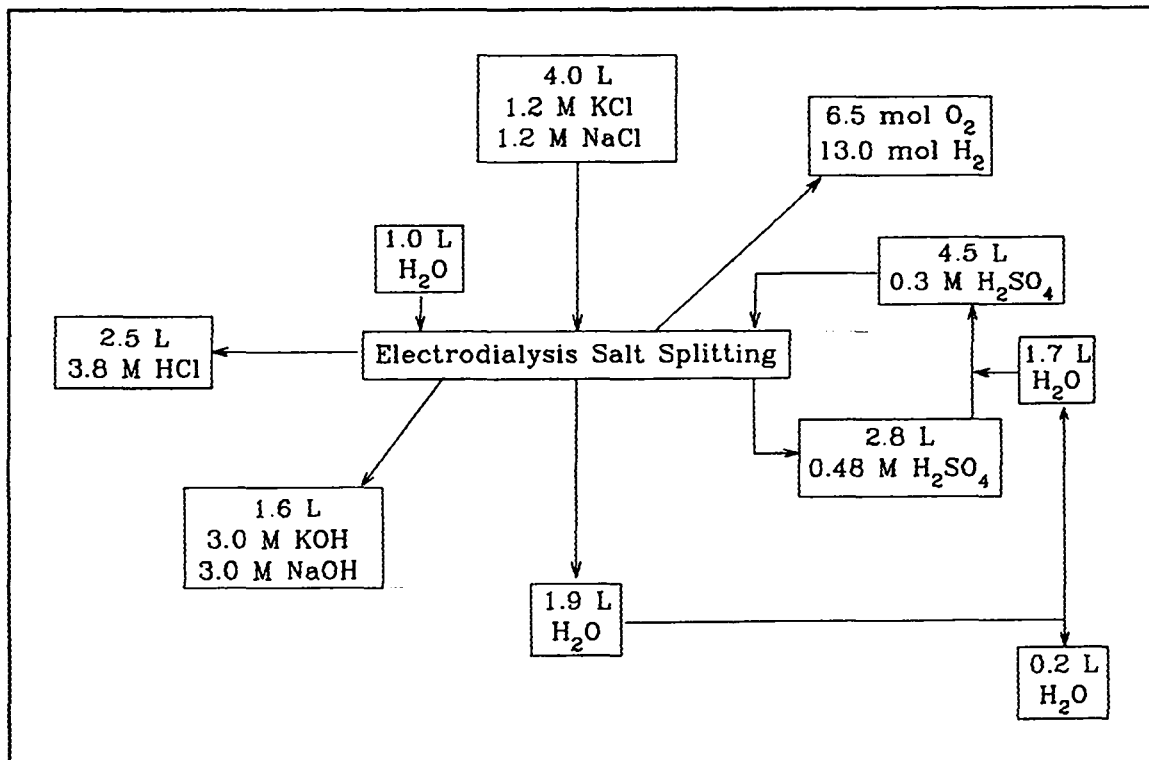 4.0 L
1.2 M KCl
1.2 M NaCl
6.5 mol O₂
13.0 mol H₂
1.0 L
H₂O
4.5 L
0.3 M H₂SO₄
2.5 L
3.8 M HCl
Electrodialysis Salt Splitting
1.7 L
H₂O
2.8 L
0.48 M H₂SO₄
1.6 L
3.0 M KOH
3.0 M NaOH
1.9 L
H₂O
0.2 L
H₂O